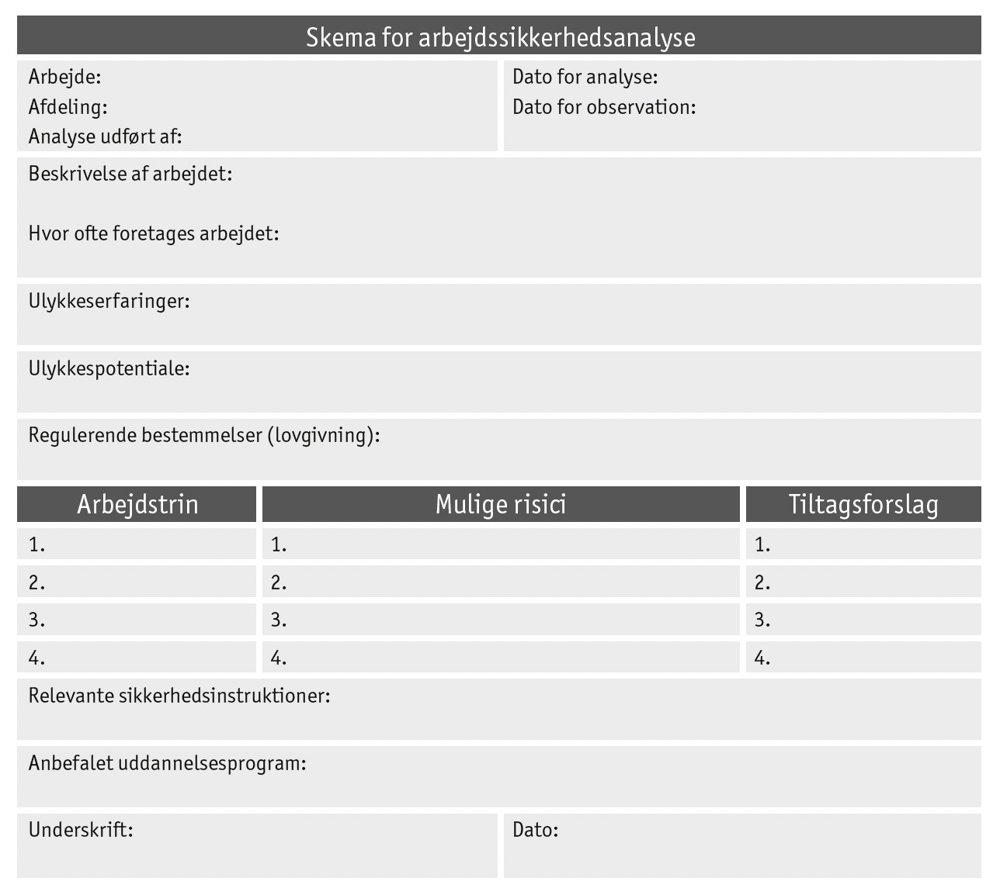 Skema for arbejdssikkerhedsanalyse
Arbejde:
Afdeling:
Analyse udført af:
Dato for analyse:
Dato for observation:
Beskrivelse af arbejdet:
Hvor ofte foretages arbejdet:
Ulykkeserfaringer:
Ulykkespotentiale:
Regulerende bestemmelser (lovgivning):
Arbejdstrin Mulige risici Tiltagsforslag
1. 1. 1.
2. 2. 2.
3. 3. 3.
4. 4. 4.
Relevante sikkerhedsinstruktioner:
Anbefalet uddannelsesprogram:
Underskrift: Dato: